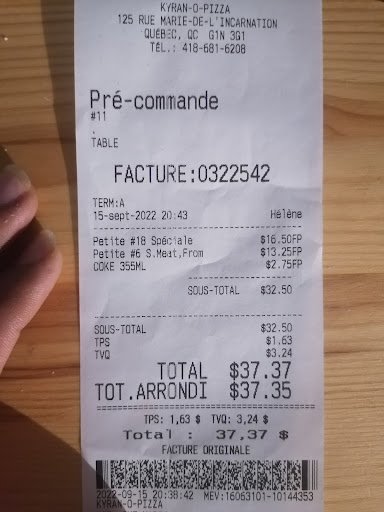 KYRAN-O-PIZZA
125 RUE MARIE-DE-L'INCARNATION
QUÉBEC, QC G1N 3G1
TÉL.: 418-681-6208
Pré-commande
#11
.
TABLE
FACTURE:0322542
TERM:A
15-sept-2022 20:43 Hélène
Petite #18 Spéciale $16.50FP
Petite #6 S.Meat,From $13.25FP
COKE 355ML $2.75FP
SOUS-TOTAL $32.50
SOUS-TOTAL $32.50
TPS $1.63
TVQ $3.24
TOTAL $37.37
TOT.ARRONDI $37.35
TPS: 1,63 $ TVQ: 3,24 $
Total : 37,37 $
FACTURE ORIGINALE
2022-09-15 20:38:42 MEV:16063101-10144353
KYRAN-O-PIZZA